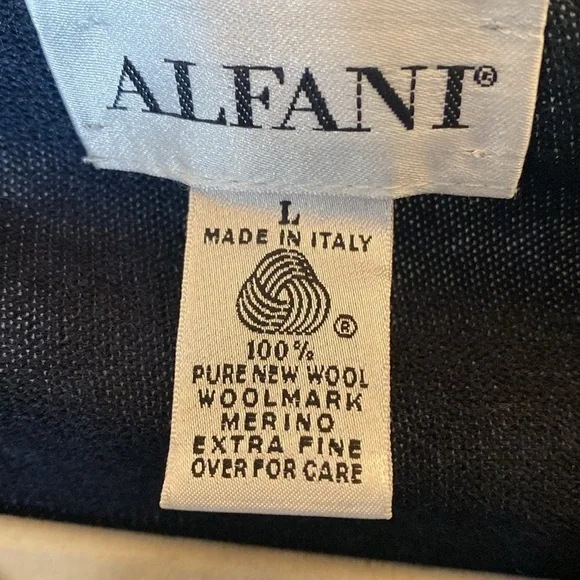 ALFANI®
L
MADE IN ITALY
®
100%
PURE NEW WOOL
WOOLMARK
MERINO
EXTRA FINE
OVER FOR CARE